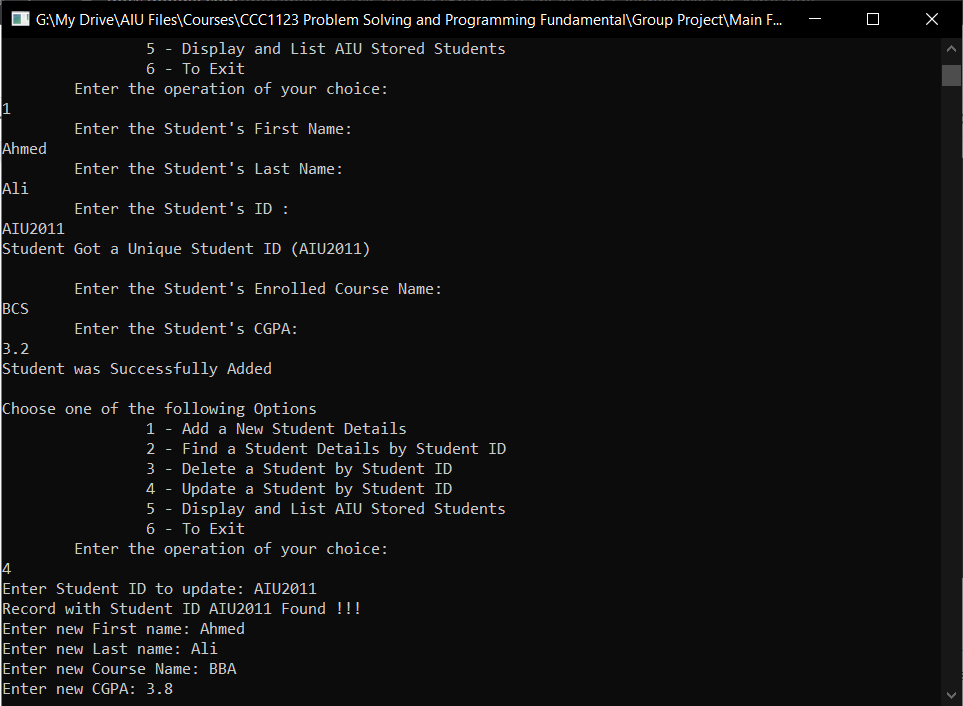 G:\My Drive\AIU Files\Courses\CCC1123 Problem Solving and Programming Fundamental\Group Project\Main F...
5 - Display and List AIU Stored Students
6 - To Exit
Enter the operation of your choice:
1
Enter the Student's First Name:
Ahmed
Enter the Student's Last Name:
Ali
Enter the Student's ID :
AIU2011
Student Got a Unique Student ID (AIU2011)
Enter the Student's Enrolled Course Name:
BCS
Enter the Student's CGPA:
3.2
Student was Successfully Added
Choose one of the following Options
1 - Add a New Student Details
2 - Find a Student Details by Student ID
3 - Delete a Student by Student ID
4 - Update a Student by Student ID
5 - Display and List AIU Stored Students
6 - To Exit
Enter the operation of your choice:
4
Enter Student ID to update: AIU2011
Record with Student ID AIU2011 Found !!!
Enter new First name: Ahmed
Enter new Last name: Ali
Enter new Course Name: BBA
Enter new CGPA: 3.8